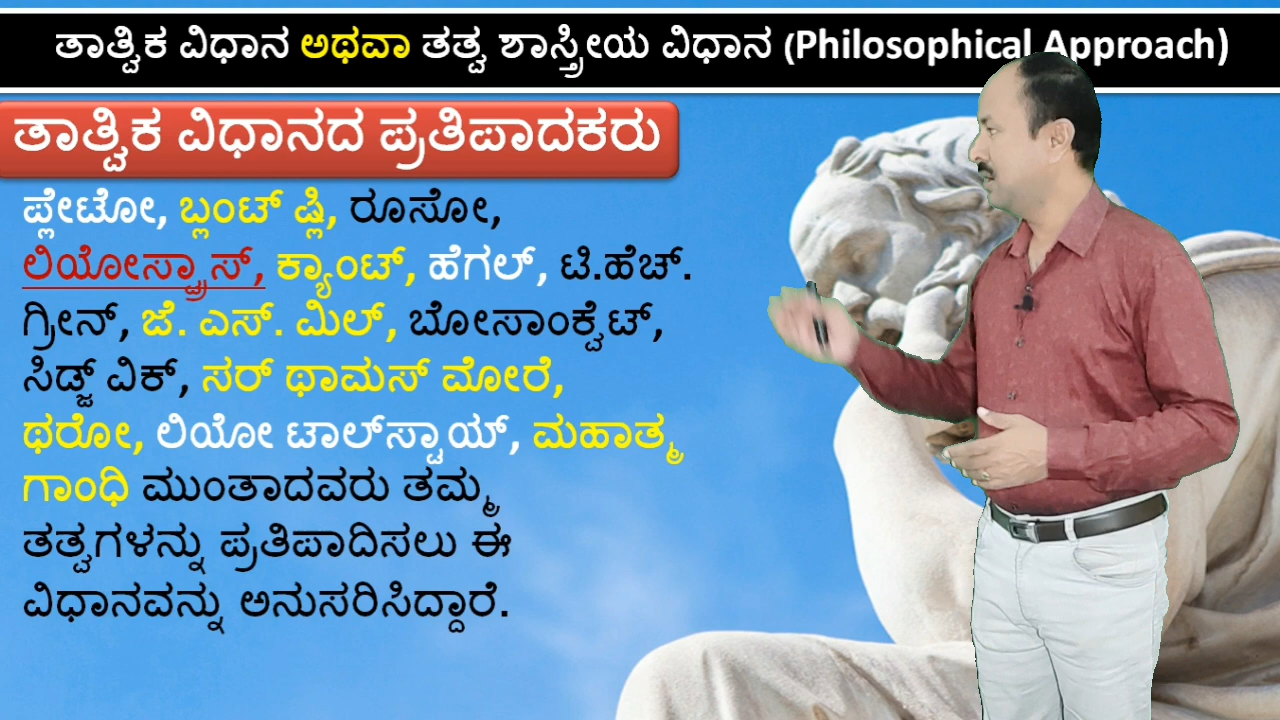 ತಾತ್ವಿಕ ವಿಧಾನ ಅಥವಾ ತತ್ವ ಶಾಸ್ತ್ರೀಯ ವಿಧಾನ (Philosophical Approach)
ತಾತ್ವಿಕ ವಿಧಾನದ ಪ್ರತಿಪಾದಕರು
ಪ್ಲೇಟೋ, ಬ್ಲಂಟ್ ಷ್ಲಿ, ರೂಸೋ,
ಲಿಯೋಸ್ಟ್ರಾಸ್, ಕ್ಯಾಂಟ್, ಹೆಗಲ್, ಟಿ.ಹೆಚ್.
ಗ್ರೀನ್, ಜೆ. ಎಸ್. ಮಿಲ್, ಬೋಸಾಂಕ್ವೆಟ್,
ಸಿಡ್ಜ್ ವಿಕ್, ಸರ್ ಥಾಮಸ್ ಮೋರೆ,
ಥರೋ, ಲಿಯೋ ಟಾಲ್‌ಸ್ಟಾಯ್, ಮಹಾತ್ಮ
ಗಾಂಧಿ ಮುಂತಾದವರು ತಮ್ಮ
ತತ್ವಗಳನ್ನು ಪ್ರತಿಪಾದಿಸಲು ಈ
ವಿಧಾನವನ್ನು ಅನುಸರಿಸಿದ್ದಾರೆ.